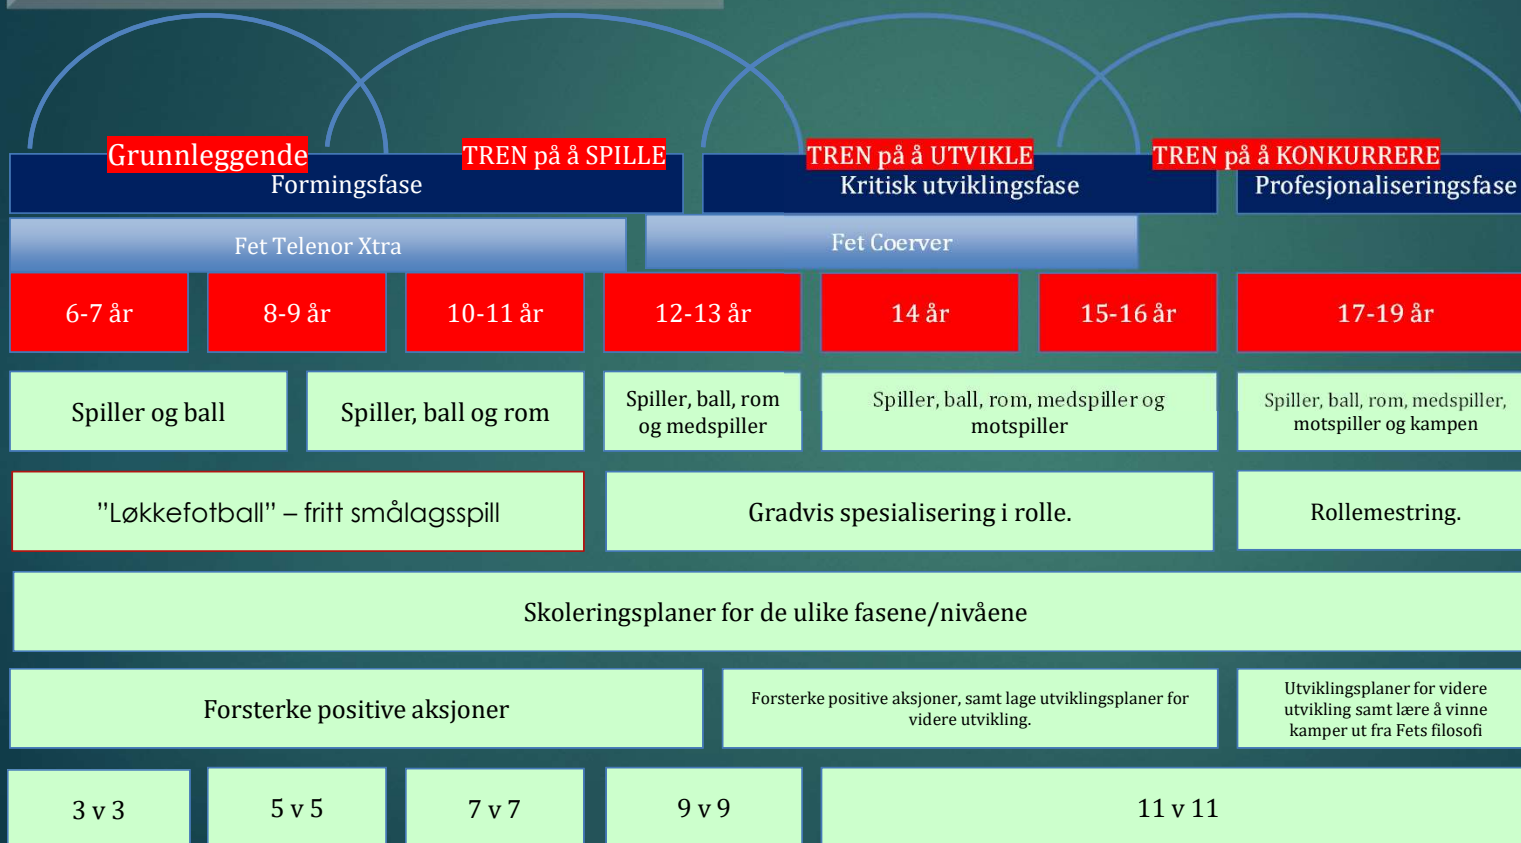 Grunnleggende
TREN på å SPILLE
TREN på å UTVIKLE
TREN på å KONKURRERE
Formingsfase
Kritisk utviklingsfase
Profesjonaliseringsfase
Fet Telenor Xtra
Fet Coerver
6-7 år
8-9 år
10-11 år
12-13 år
14 år
15-16 år
17-19 år
Spiller og ball
Spiller, ball og rom
Spiller, ball, rom
og medspiller
Spiller, ball, rom, medspiller og
motspiller
Spiller, ball, rom, medspiller,
motspiller og kampen
”Løkkefotball” – fritt smålagsspill
Gradvis spesialisering i rolle.
Rollemestring.
Skoleringsplaner for de ulike fasene/nivåene
Forsterke positive aksjoner
Forsterke positive aksjoner, samt lage utviklingsplaner for
videre utvikling.
Utviklingsplaner for videre
utvikling samt lære å vinne
kamper ut fra Fets filosofi
3 v 3
5 v 5
7 v 7
9 v 9
11 v 11